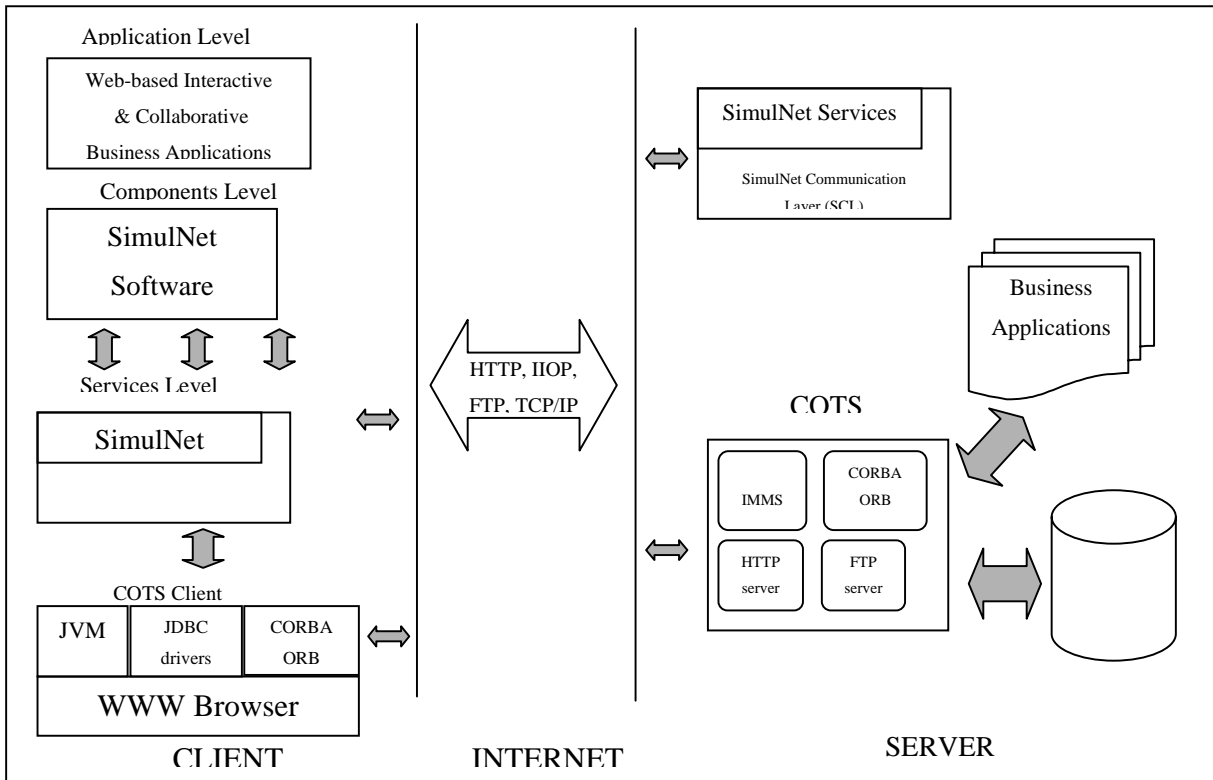 Application Level
Web-based Interactive
& Collaborative
Business Applications
Components Level
SimulNet
Software
Services Level
SimulNet
COTS Client
JVM
JDBC
drivers
CORBA
ORB
WWW Browser
CLIENT
HTTP, IIOP,
FTP, TCP/IP
INTERNET
SimulNet Services
SimulNet Communication
Layer (SCL)
Business
Applications
COTS
IMMS
CORBA
ORB
HTTP
server
FTP
server
SERVER